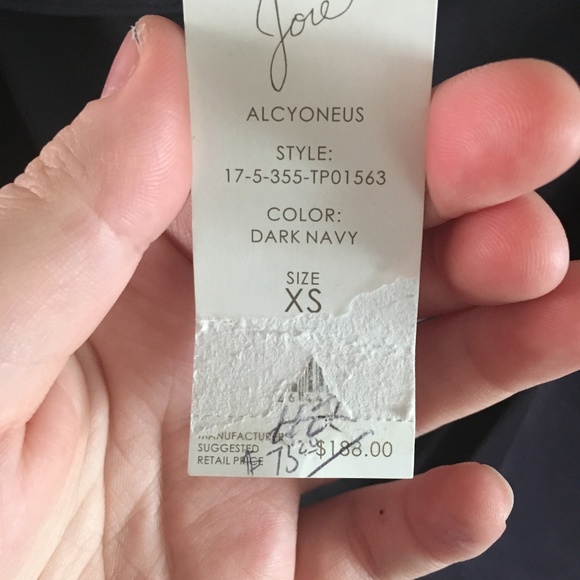 Joie
ALCYONEUS
STYLE:
17-5-355-TP01563
COLOR:
DARK NAVY
SIZE
XS
MANUFACTURER
SUGGESTED
RETAIL PRICE
$188.00